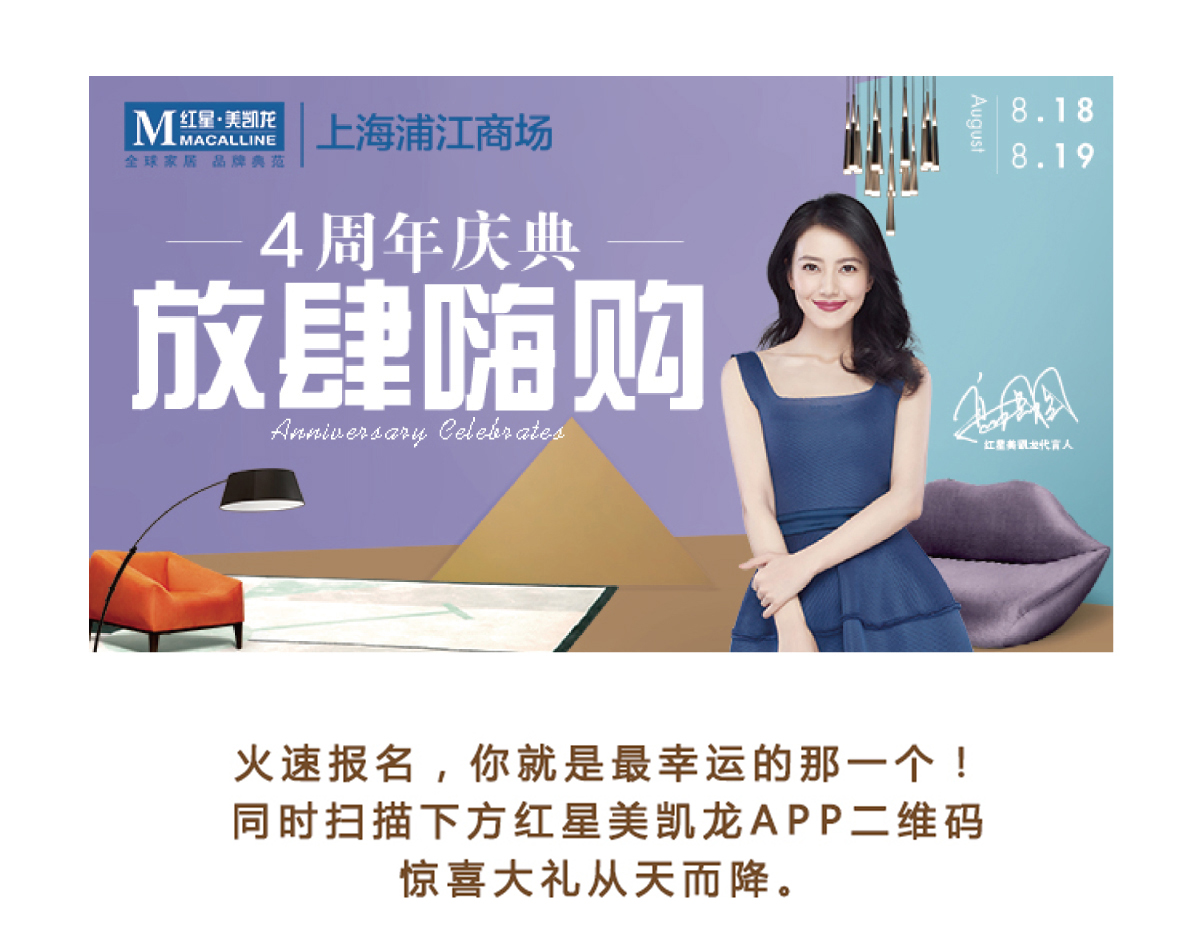 M 红星·美凯龙
MACALLINE
全球家居 品牌典范
上海浦江商场
August
8.18
8.19
4周年庆典
放肆嗨购
Anniversary Celebrates
红星美凯龙代言人
火速报名，你就是最幸运的那一个！
同时扫描下方红星美凯龙APP二维码
惊喜大礼从天而降。